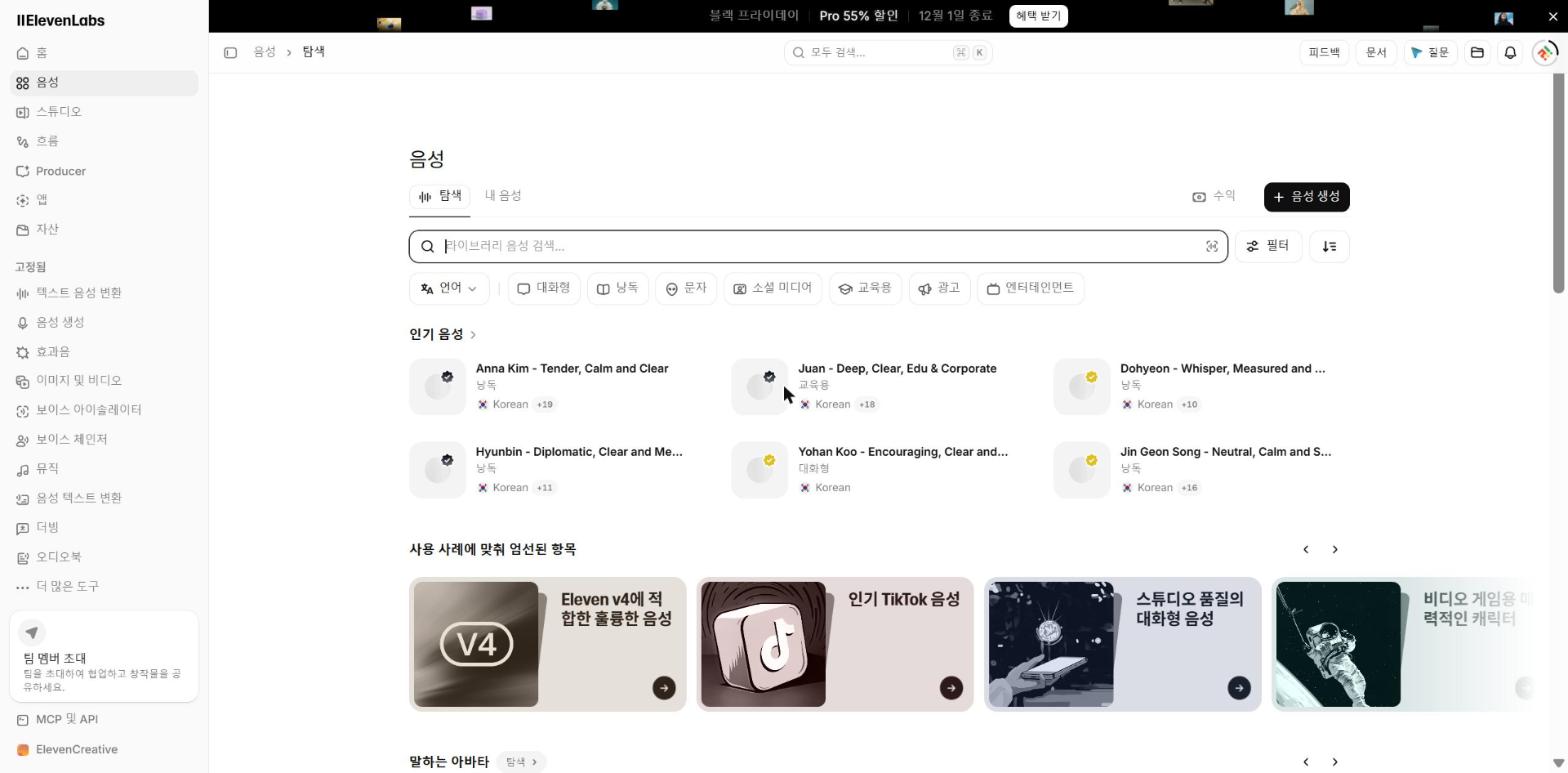 IIElevenLabs
블랙 프라이데이
Pro 55% 할인
12월 1일 종료
혜택 받기
홈
음성
스튜디오
흐름
Producer
앱
자산
고정됨
텍스트 음성 변환
음성 생성
효과음
이미지 및 비디오
보이스 아이솔레이터
보이스 체인저
뮤직
음성 텍스트 변환
더빙
오디오북
더 많은 도구
팀 멤버 초대
팀을 초대하여 협업하고 창작물을 공
유하세요.
MCP 및 API
ElevenCreative
음성
탐색
모두 검색...
⌘ K
피드백
문서
질문
음성
탐색
내 음성
수익
음성 생성
라이브러리 음성 검색...
필터
언어
대화형
낭독
문자
소셜 미디어
교육용
광고
엔터테인먼트
인기 음성
Anna Kim - Tender, Calm and Clear
낭독
Korean +19
Juan - Deep, Clear, Edu & Corporate
교육용
Korean +18
Dohyeon - Whisper, Measured and ...
낭독
Korean +10
Hyunbin - Diplomatic, Clear and Me...
낭독
Korean +11
Yohan Koo - Encouraging, Clear and...
대화형
Korean
Jin Geon Song - Neutral, Calm and S...
낭독
Korean +16
사용 사례에 맞춰 엄선된 항목
V4
Eleven v4에 적
합한 훌륭한 음성
인기 TikTok 음성
스튜디오 품질의
대화형 음성
비디오 게임용 매
력적인 캐릭터
말하는 아바타
탐색